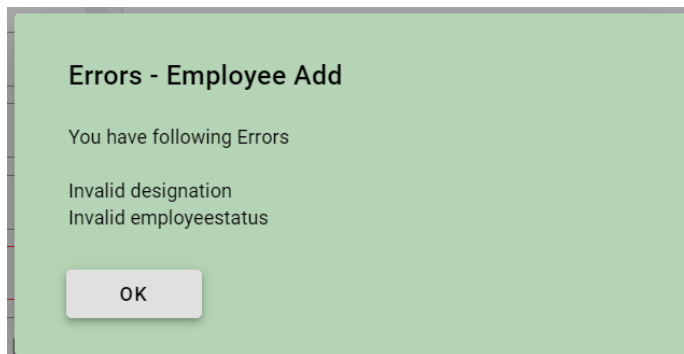 Errors - Employee Add
You have following Errors
Invalid designation
Invalid employeestatus
OK